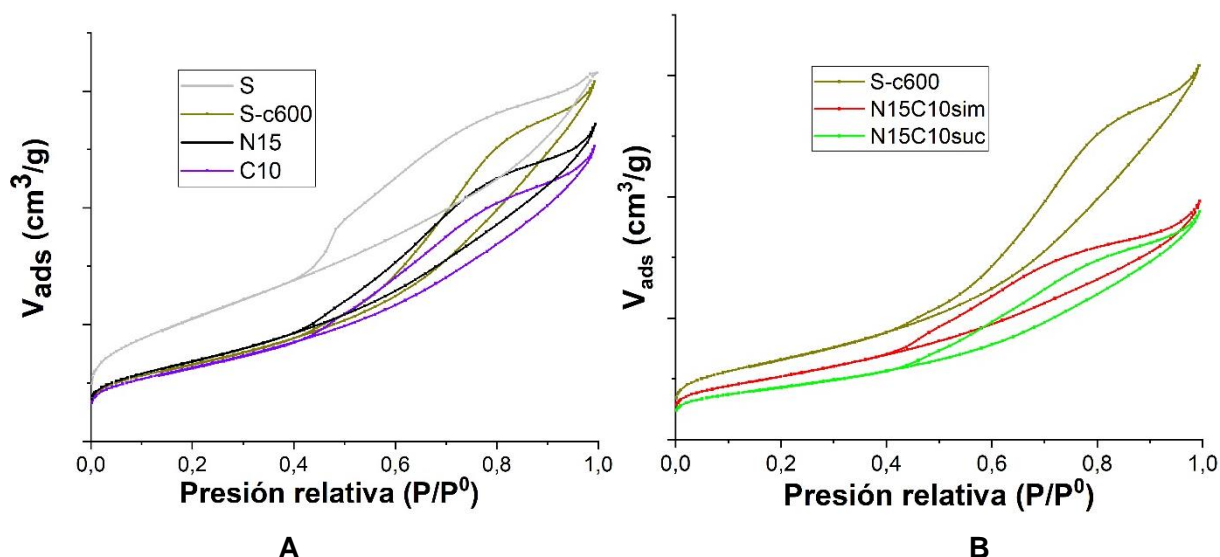 S
S-c600
N15
C10
V_ads (cm³/g)
0,0 0,2 0,4 0,6 0,8 1,0
Presión relativa (P/P⁰)
A
S-c600
N15C10sim
N15C10suc
V_ads (cm³/g)
0,0 0,2 0,4 0,6 0,8 1,0
Presión relativa (P/P⁰)
B